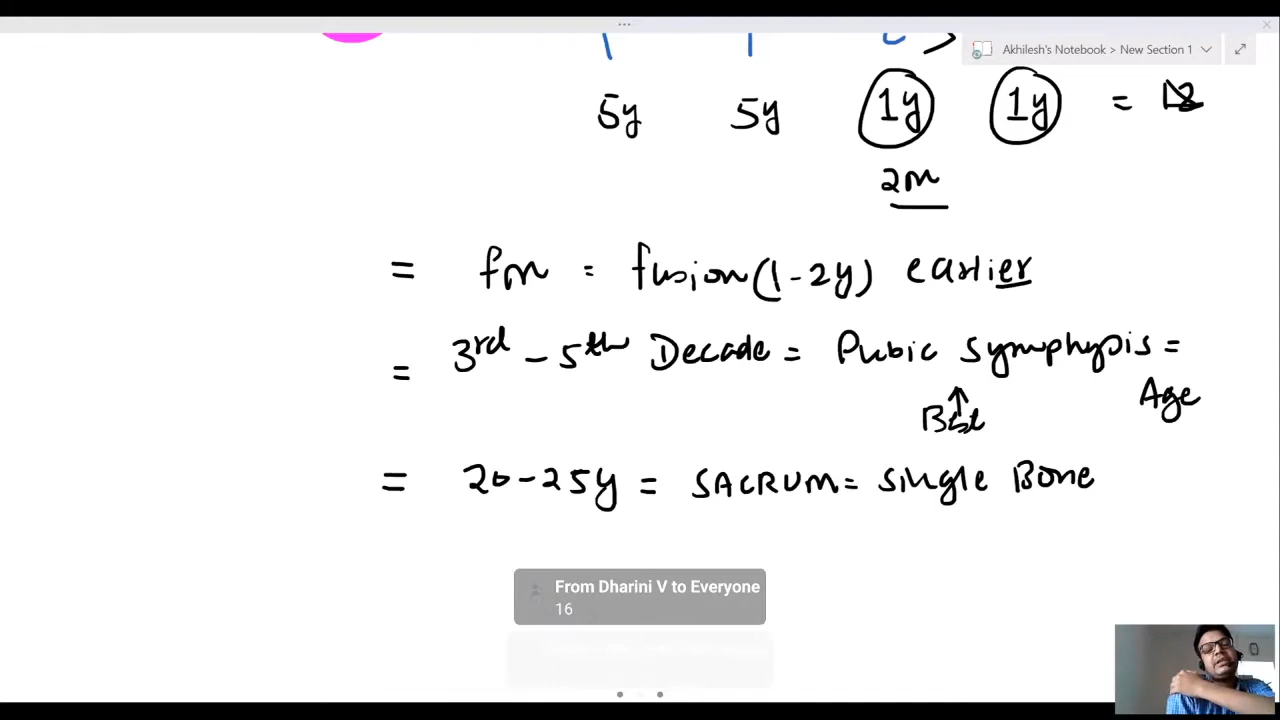 Akhilesh's Notebook > New Section 1
5y 5y 1y 1y =
2m
= fm = fusion (1-2y) earlier
= 3rd - 5th Decade = Pubic Symphysis =
Age
Best
= 20-25y = SACRUM = Single Bone
From Dharini V to Everyone
16